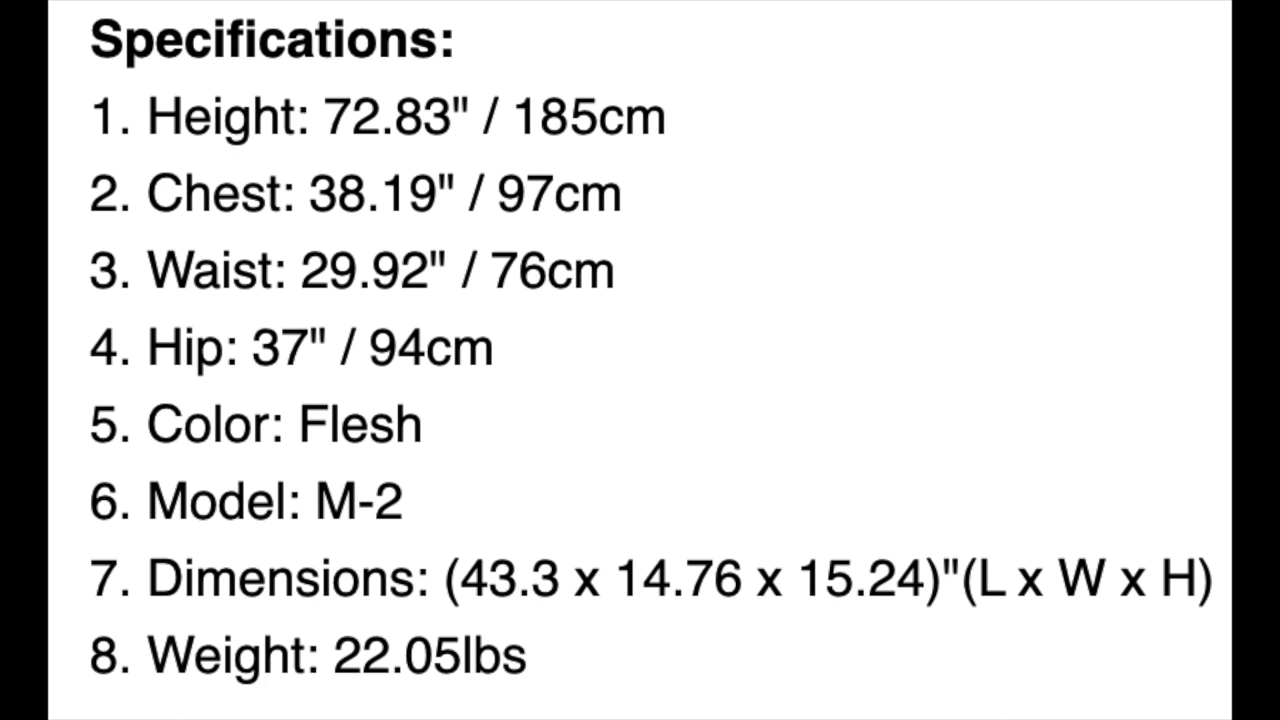 Specifications:
1. Height: 72.83" / 185cm
2. Chest: 38.19" / 97cm
3. Waist: 29.92" / 76cm
4. Hip: 37" / 94cm
5. Color: Flesh
6. Model: M-2
7. Dimensions: (43.3 x 14.76 x 15.24)"(L x W x H)
8. Weight: 22.05lbs